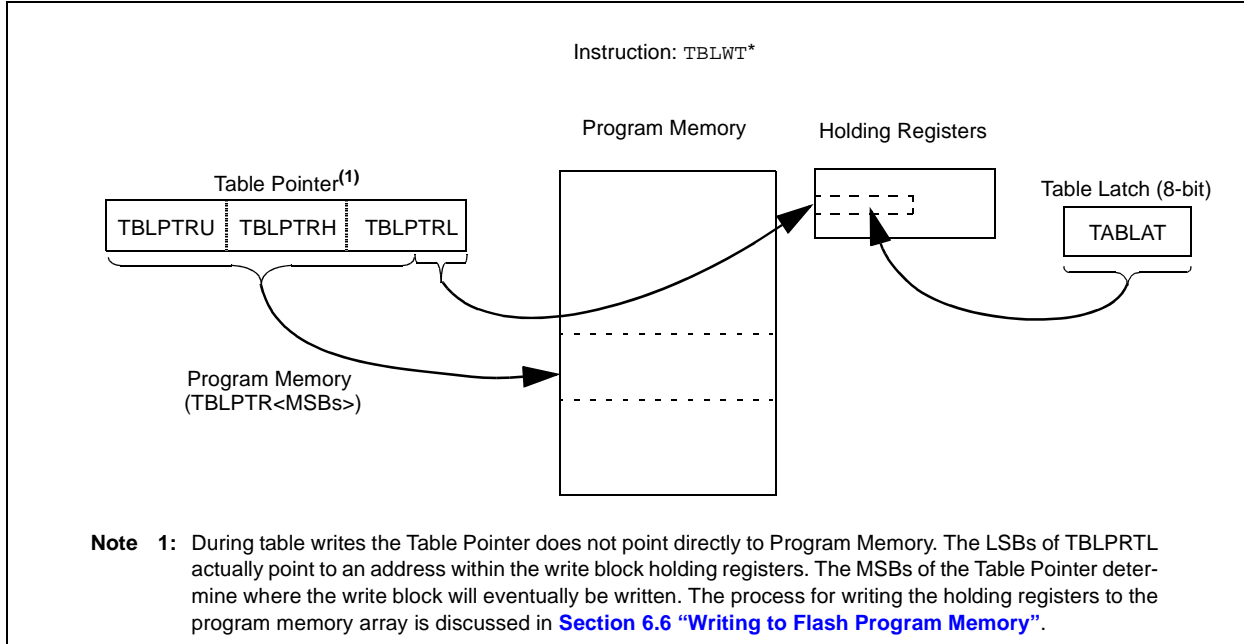 Instruction: TBLWT*
Program Memory
Holding Registers
Table Pointer(1)
Table Latch (8-bit)
TBLPTRU TBLPTRH TBLPTRL
TABLAT
Program Memory
(TBLPTR<MSBs>)
Note 1: During table writes the Table Pointer does not point directly to Program Memory. The LSBs of TBLPRTL
actually point to an address within the write block holding registers. The MSBs of the Table Pointer deter-
mine where the write block will eventually be written. The process for writing the holding registers to the
program memory array is discussed in Section 6.6 “Writing to Flash Program Memory”.